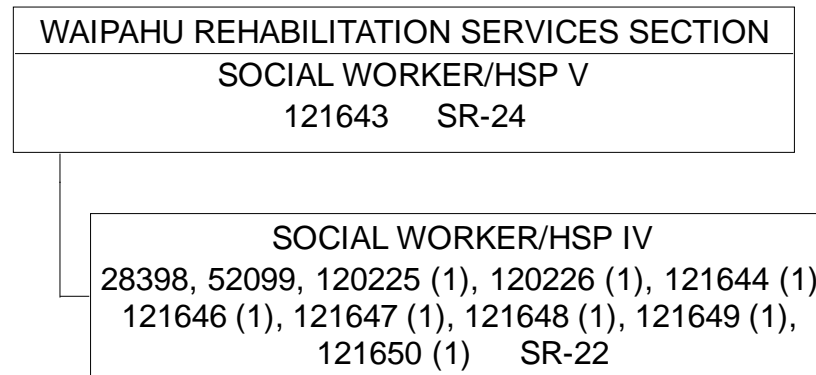 WAIPAHU REHABILITATION SERVICES SECTION
SOCIAL WORKER/HSP V
121643 SR-24
SOCIAL WORKER/HSP IV
28398, 52099, 120225 (1), 120226 (1), 121644 (1)
121646 (1), 121647 (1), 121648 (1), 121649 (1),
121650 (1) SR-22